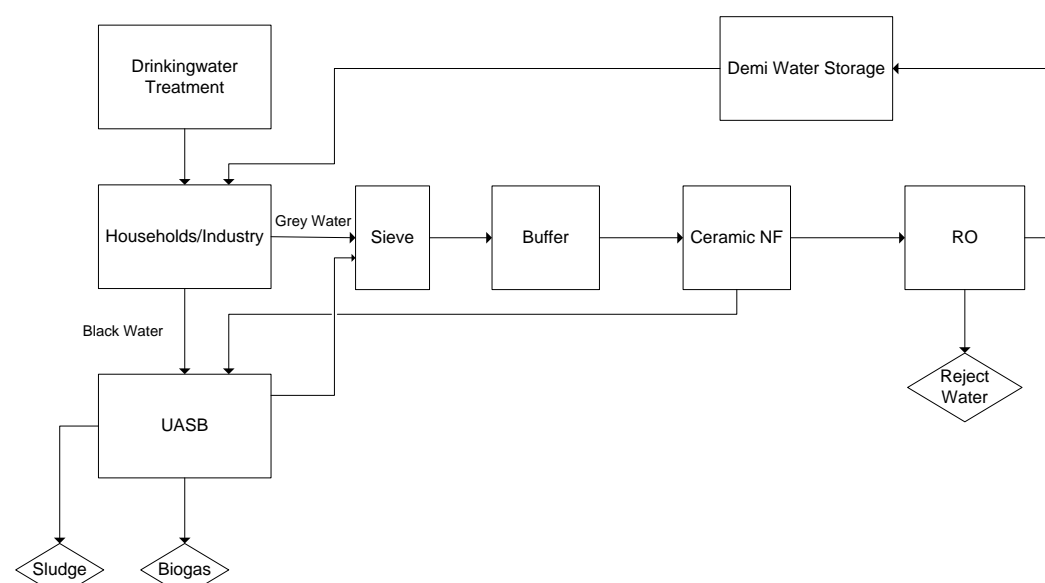 Drinkingwater
Treatment
Demi Water Storage
Households/Industry
Grey Water
Sieve
Buffer
Ceramic NF
RO
Black Water
Reject
Water
UASB
Sludge
Biogas